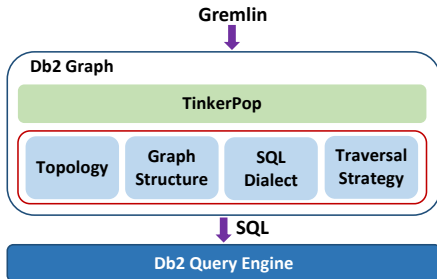 Gremlin
Db2 Graph
TinkerPop
Topology
Graph
Structure
SQL
Dialect
Traversal
Strategy
SQL
Db2 Query Engine